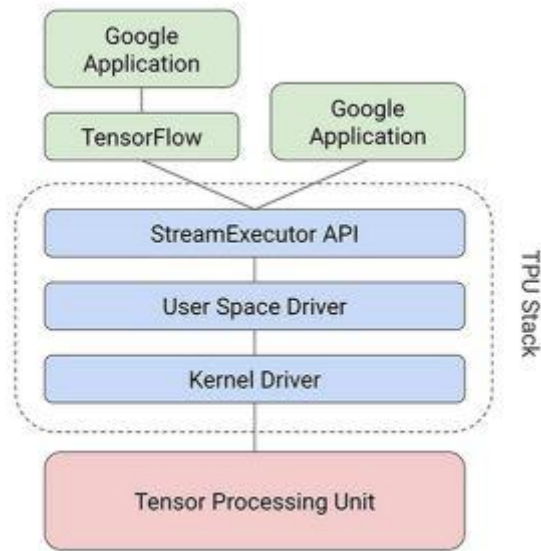 Google
Application
TensorFlow
Google
Application
StreamExecutor API
User Space Driver
Kernel Driver
TPU Stack
Tensor Processing Unit